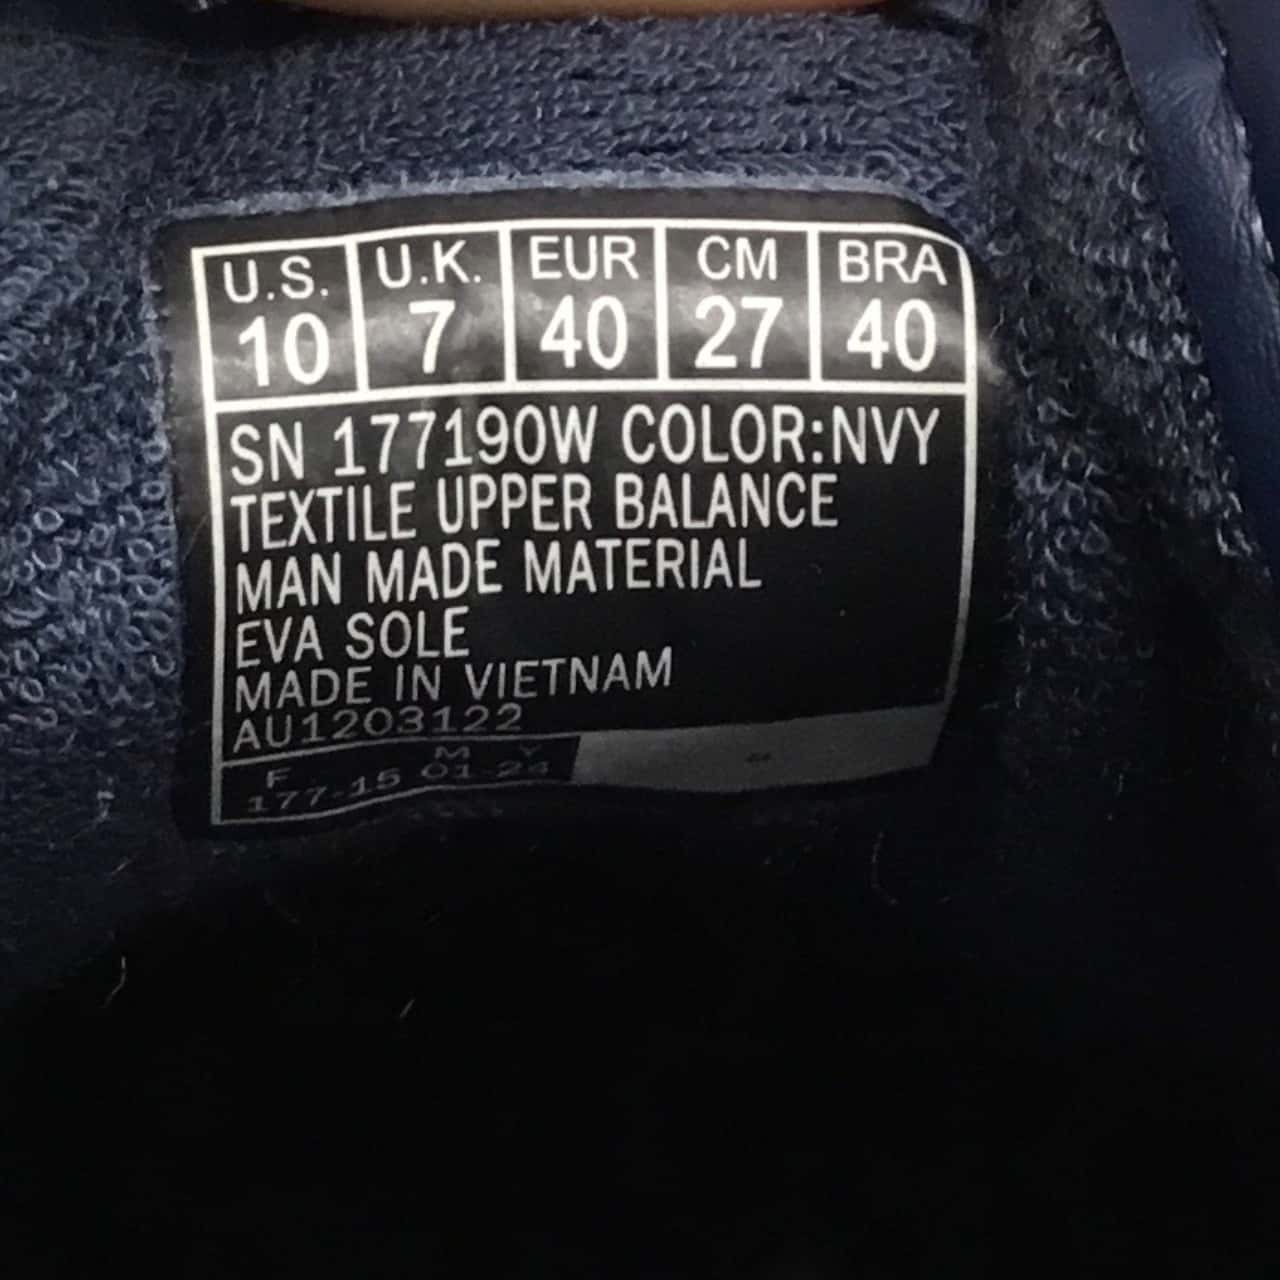 U.S. U.K. EUR CM BRA
10 7 40 27 40
SN 177190W COLOR:NVY
TEXTILE UPPER BALANCE
MAN MADE MATERIAL
EVA SOLE
MADE IN VIETNAM
AU1203122
F M Y
177-15 01-24